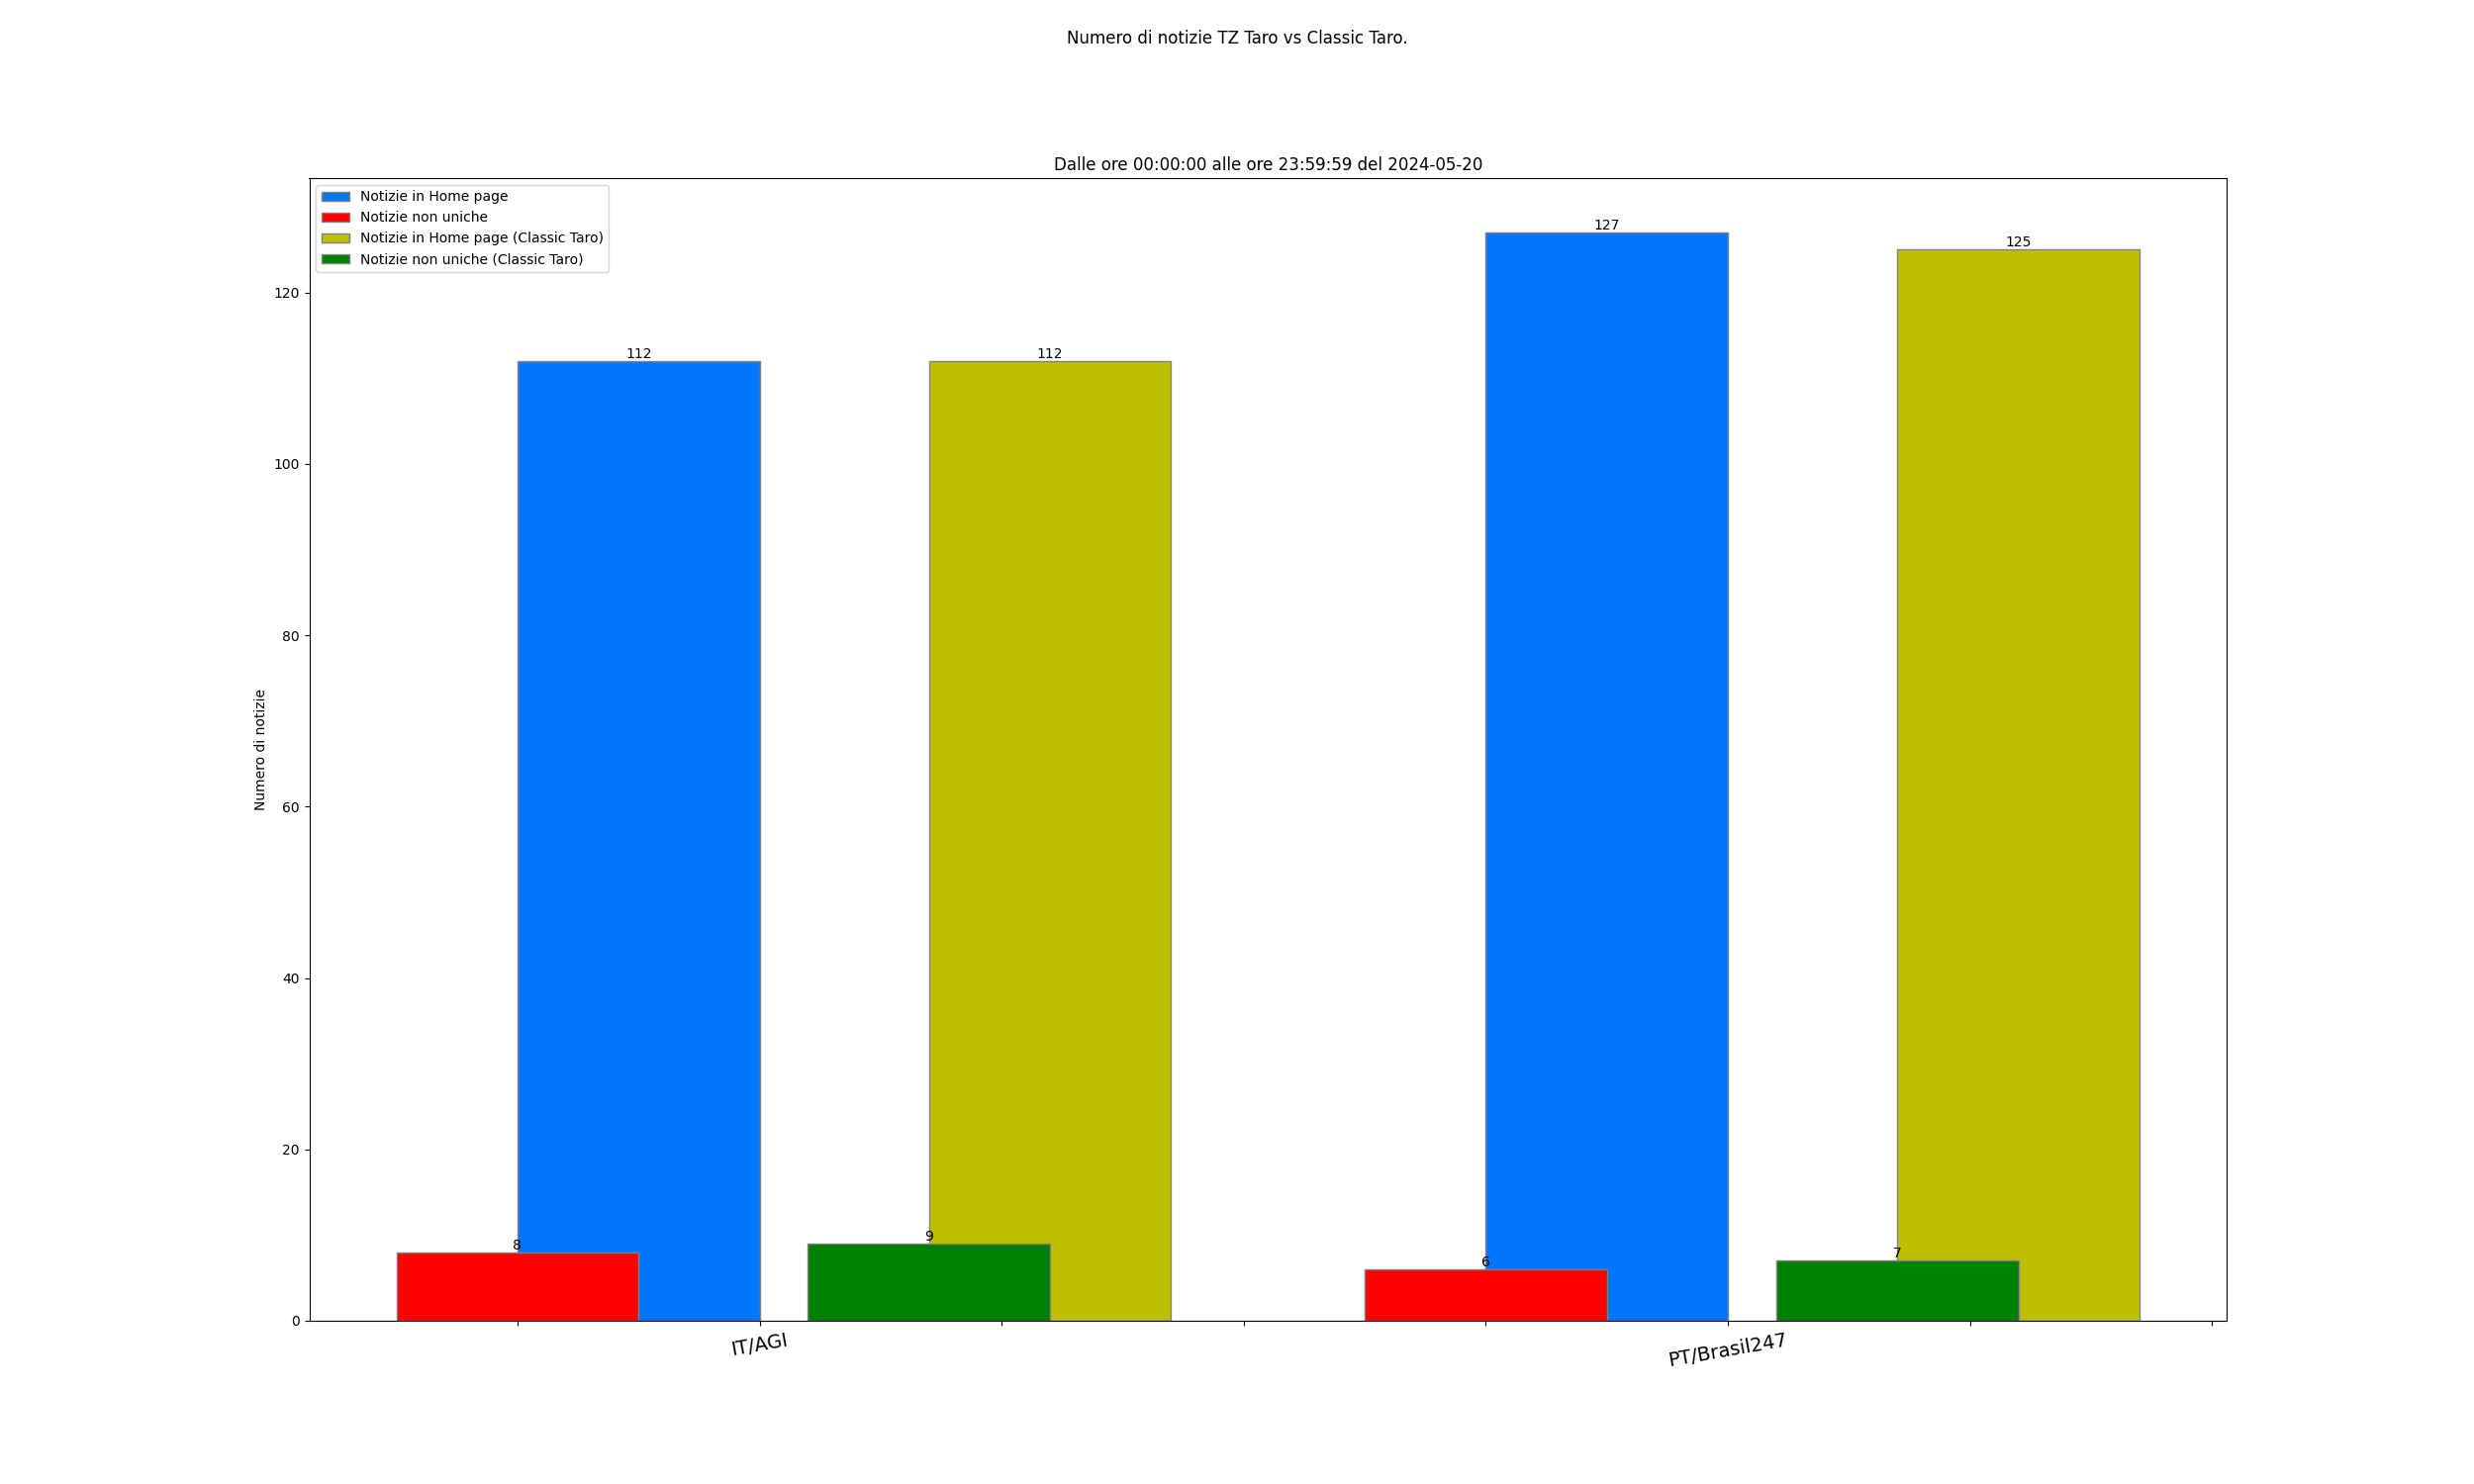 Numero di notizie TZ Taro vs Classic Taro.
Dalle ore 00:00:00 alle ore 23:59:59 del 2024-05-20
Notizie in Home page
Notizie non uniche
Notizie in Home page (Classic Taro)
Notizie non uniche (Classic Taro)
Numero di notizie
120
100
80
60
40
20
0
112
112
127
125
8
9
6
7
IT/AGI
PT/Brasil247